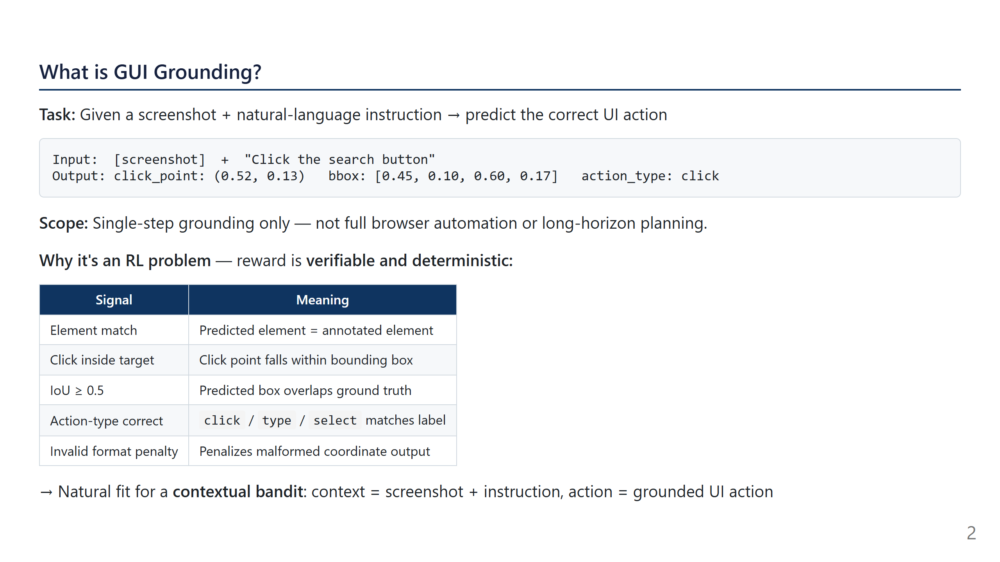 What is GUI Grounding?
Task: Given a screenshot + natural-language instruction → predict the correct UI action
Input:  [screenshot]  +  "Click the search button"
Output: click_point: (0.52, 0.13)   bbox: [0.45, 0.10, 0.60, 0.17]   action_type: click
Scope: Single-step grounding only — not full browser automation or long-horizon planning.
Why it's an RL problem — reward is verifiable and deterministic:
Signal Meaning
Element match Predicted element = annotated element
Click inside target Click point falls within bounding box
IoU ≥ 0.5 Predicted box overlaps ground truth
Action-type correct click / type / select matches label
Invalid format penalty Penalizes malformed coordinate output
→ Natural fit for a contextual bandit: context = screenshot + instruction, action = grounded UI action
2